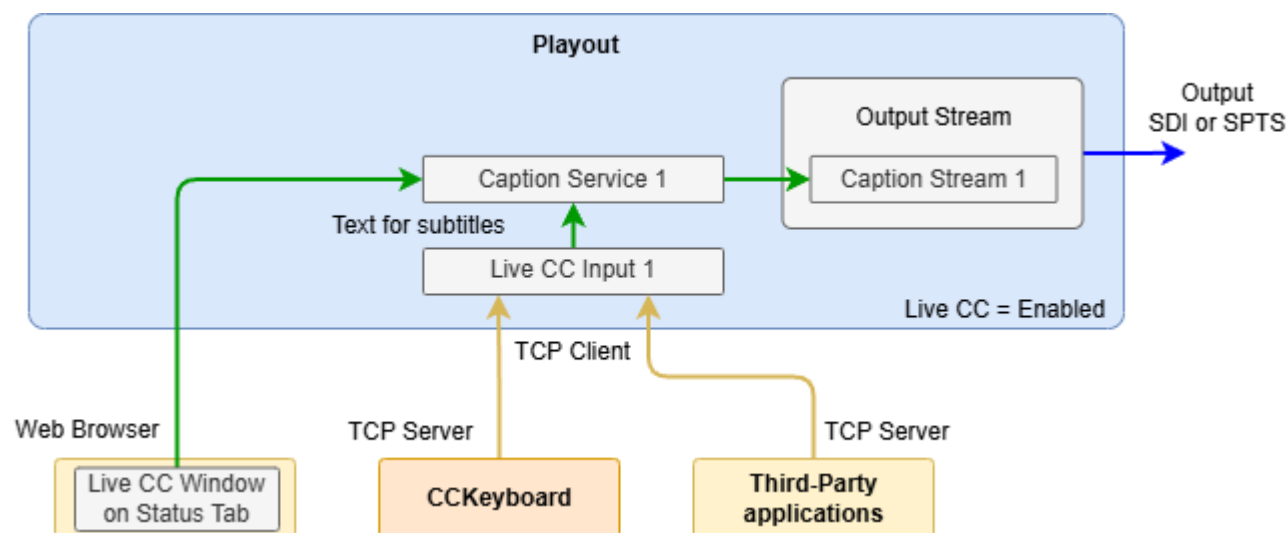 Playout
Output
SDI or SPTS
Output Stream
Caption Service 1
Caption Stream 1
Text for subtitles
Live CC Input 1
Live CC = Enabled
TCP Client
Web Browser
TCP Server
TCP Server
Live CC Window
on Status Tab
CCKeyboard
Third-Party
applications